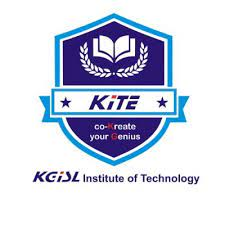 KiTE
co-Kreate
your Genius
KGiSL Institute of Technology